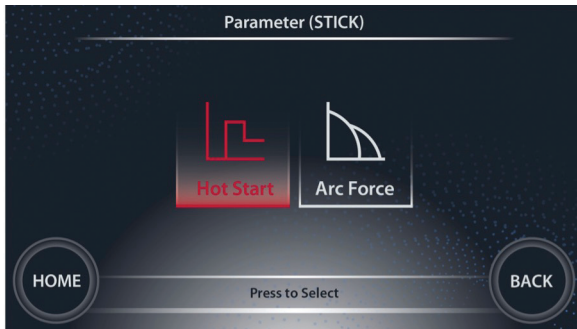 Parameter (STICK)
Hot Start
Arc Force
HOME
Press to Select
BACK